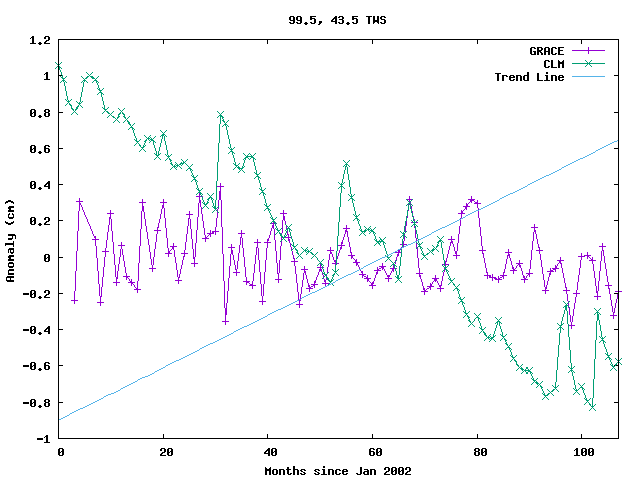 99.5, 43.5 TWS
GRACE
CLM
Trend Line
1.2
1
0.8
0.6
0.4
0.2
0
-0.2
-0.4
-0.6
-0.8
-1
Anomaly (cm)
0 20 40 60 80 100
Months since Jan 2002